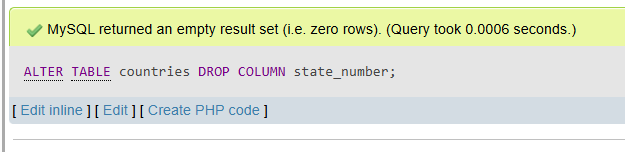 MySQL returned an empty result set (i.e. zero rows). (Query took 0.0006 seconds.)
ALTER TABLE countries DROP COLUMN state_number;
[ Edit inline ] [ Edit ] [ Create PHP code ]